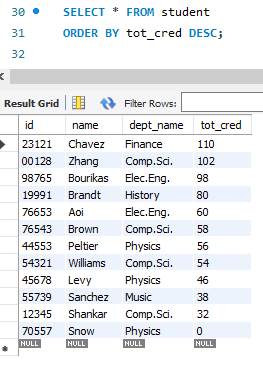 30 SELECT * FROM student
31 ORDER BY tot_cred DESC;
32
Result Grid Filter Rows:
id name dept_name tot_cred
23121 Chavez Finance 110
00128 Zhang Comp.Sci. 102
98765 Bourikas Elec.Eng. 98
19991 Brandt History 80
76653 Aoi Elec.Eng. 60
76543 Brown Comp.Sci. 58
44553 Peltier Physics 56
54321 Williams Comp.Sci. 54
45678 Levy Physics 46
55739 Sanchez Music 38
12345 Shankar Comp.Sci. 32
70557 Snow Physics 0
NULL NULL NULL NULL